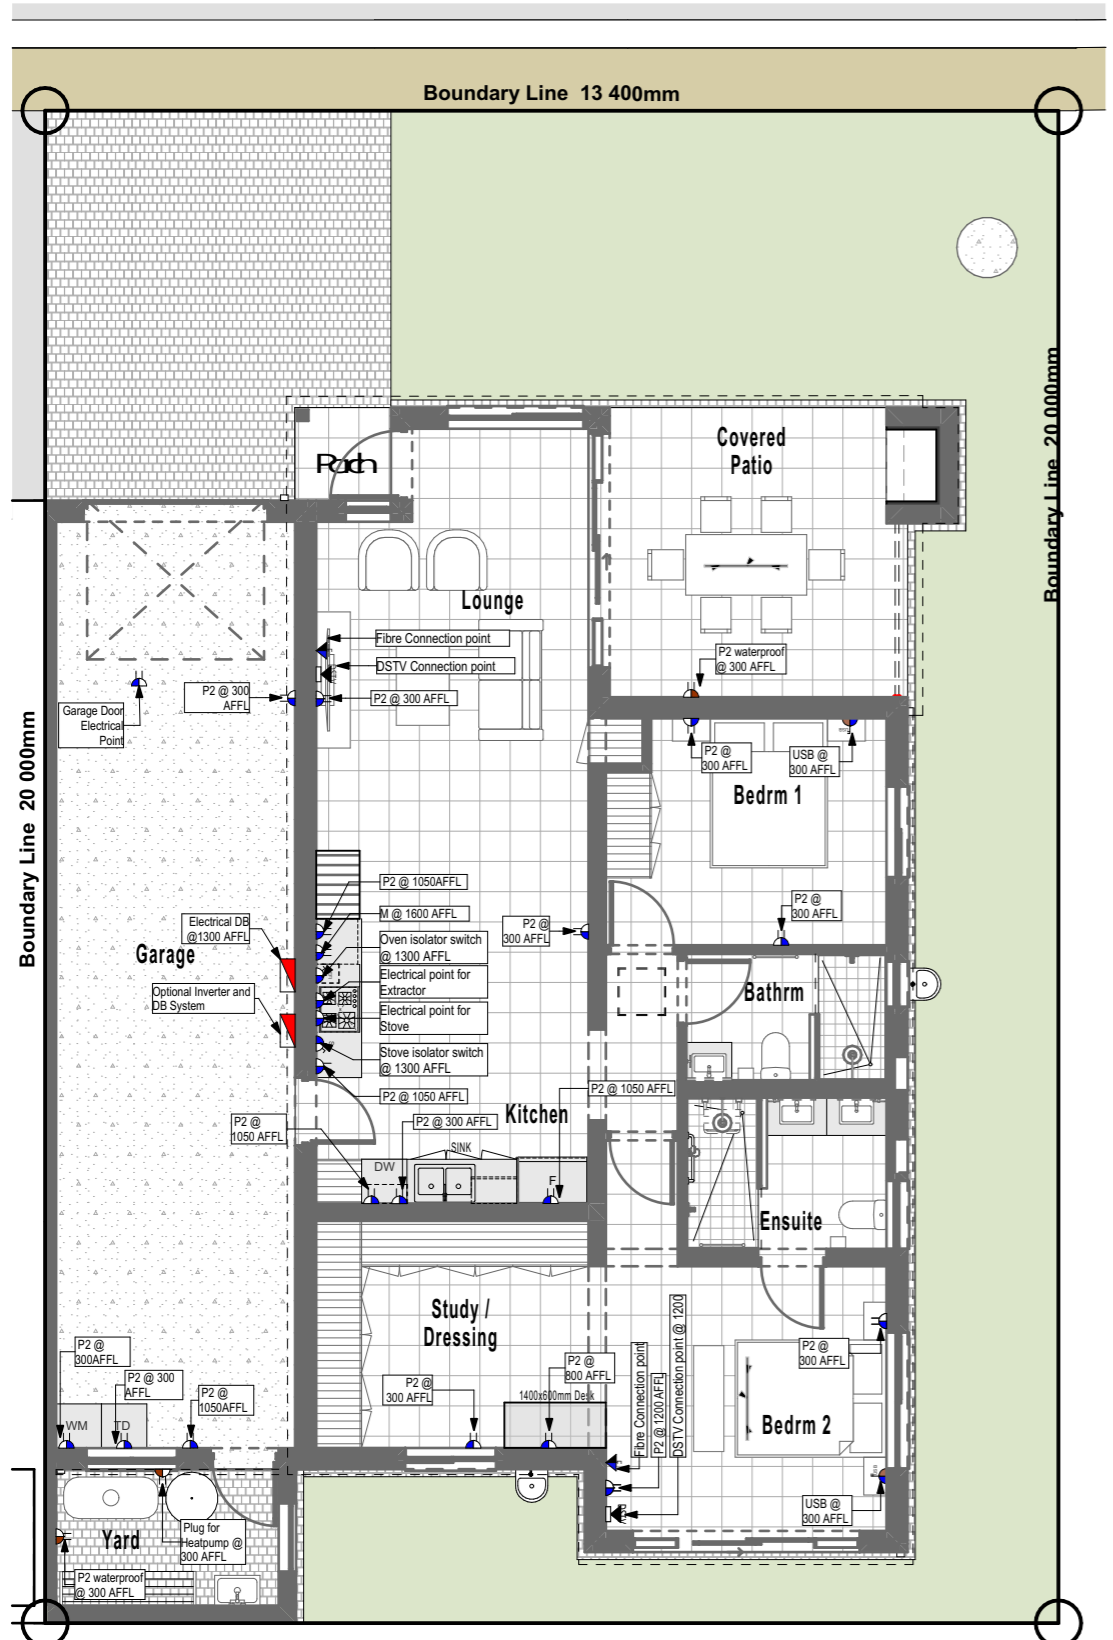 Boundary Line 13 400mm
Boundary Line 20 000mm
Boundary Line 20 000mm
Covered
Patio
Porch
Lounge
Fibre Connection point
DSTV Connection point
P2 @ 300 AFFL
P2 @ 300
AFFL
Garage Door
Electrical
Point
P2 waterproof
@ 300 AFFL
P2 @
300 AFFL
USB @
300 AFFL
Bedrm 1
P2 @ 1050AFFL
M @ 1600 AFFL
P2 @
300 AFFL
P2 @
300 AFFL
Electrical DB
@1300 AFFL
Garage
Oven isolator switch
@ 1300 AFFL
Electrical point for
Extractor
Optional Inverter and
DB System
Electrical point for
Stove
Stove isolator switch
@ 1300 AFFL
Bathrm
P2 @ 1050 AFFL
P2 @ 1050 AFFL
Kitchen
P2 @ 300 AFFL
P2 @
1050 AFFL
SINK
DW
F
Ensuite
Study /
Dressing
P2 @
300AFFL
P2 @ 300
AFFL
P2 @
1050AFFL
WM
TD
P2 @
300 AFFL
P2 @
800 AFFL
1400x600mm Desk
Fibre Connection point
P2 @ 1200 AFFL
DSTV Connection point @ 1200
P2 @
300 AFFL
Bedrm 2
USB @
300 AFFL
Yard
Plug for
Heatpump @
300 AFFL
P2 waterproof
@ 300 AFFL